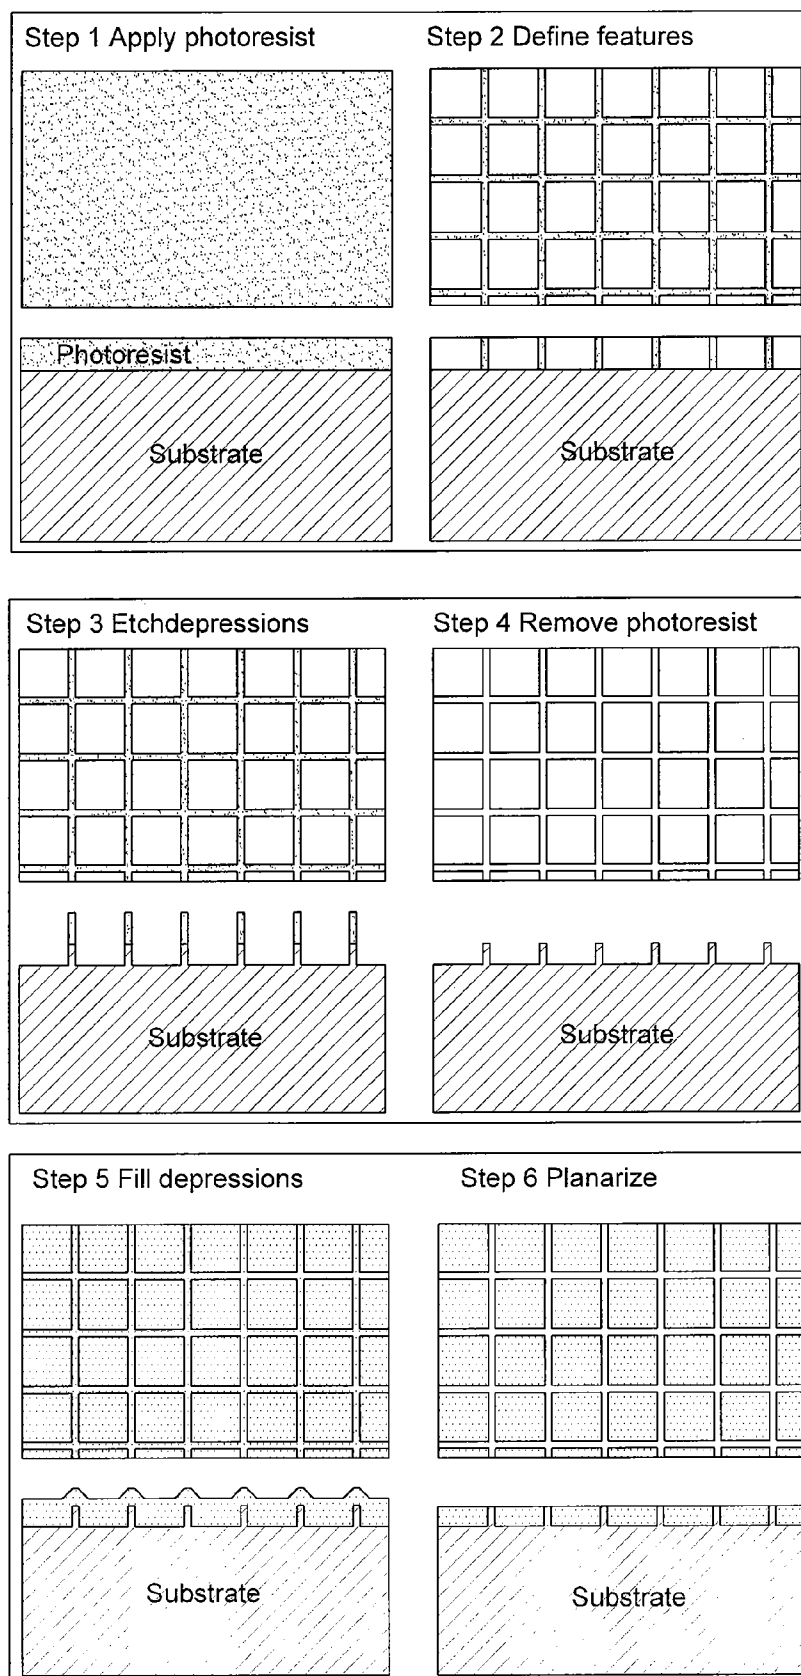 Step 1 Apply photoresist
Step 2 Define features
Photoresist
Substrate
Substrate
Step 3 Etchdepressions
Step 4 Remove photoresist
Substrate
Substrate
Step 5 Fill depressions
Step 6 Planarize
Substrate
Substrate